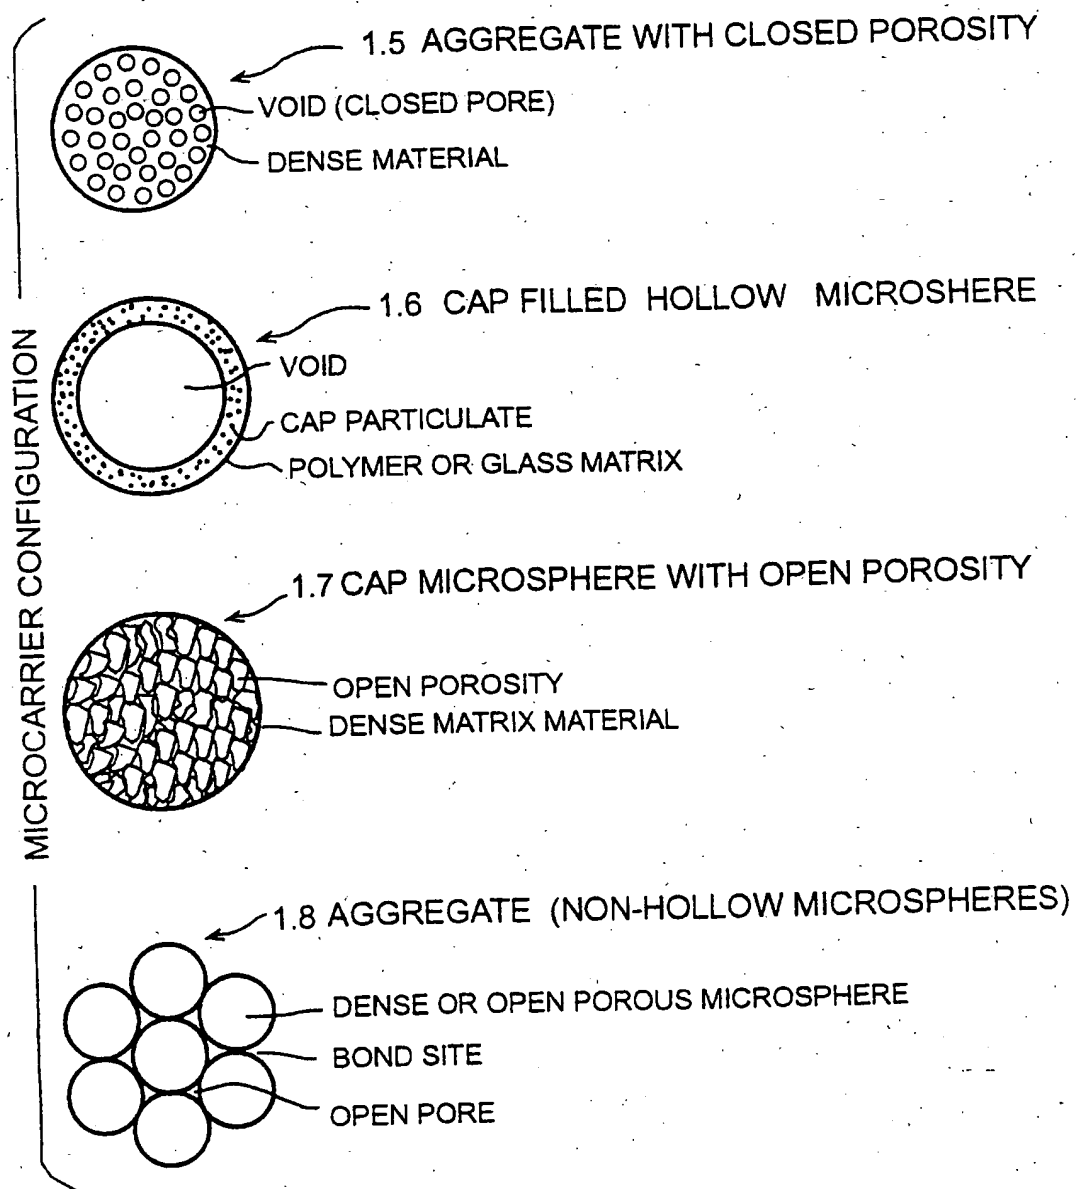 1.5 AGGREGATE WITH CLOSED POROSITY
VOID (CLOSED PORE)
DENSE MATERIAL
1.6 CAP FILLED HOLLOW MICROSHERE
VOID
CAP PARTICULATE
POLYMER OR GLASS MATRIX
MICROCARRIER CONFIGURATION
1.7 CAP MICROSPHERE WITH OPEN POROSITY
OPEN POROSITY
DENSE MATRIX MATERIAL
1.8 AGGREGATE (NON-HOLLOW MICROSPHERES)
DENSE OR OPEN POROUS MICROSPHERE
BOND SITE
OPEN PORE